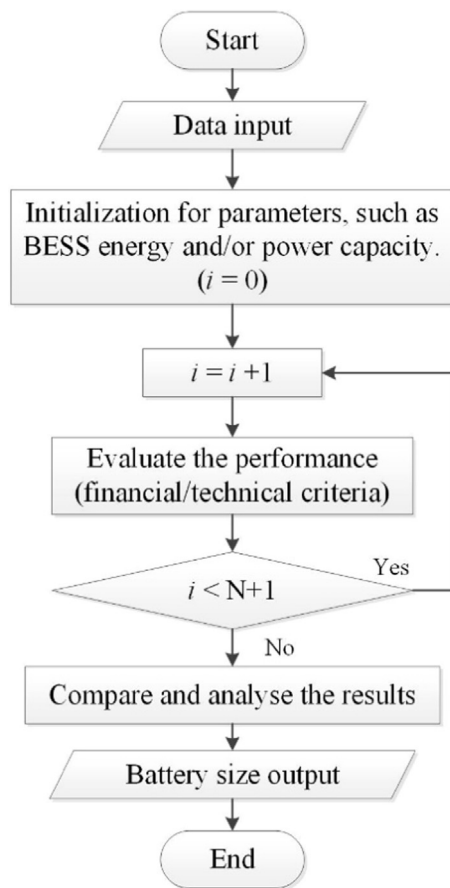 Start
Data input
Initialization for parameters, such as
BESS energy and/or power capacity.
(i = 0)
i = i +1
Evaluate the performance
(financial/technical criteria)
Yes
i < N+1
No
Compare and analyse the results
Battery size output
End